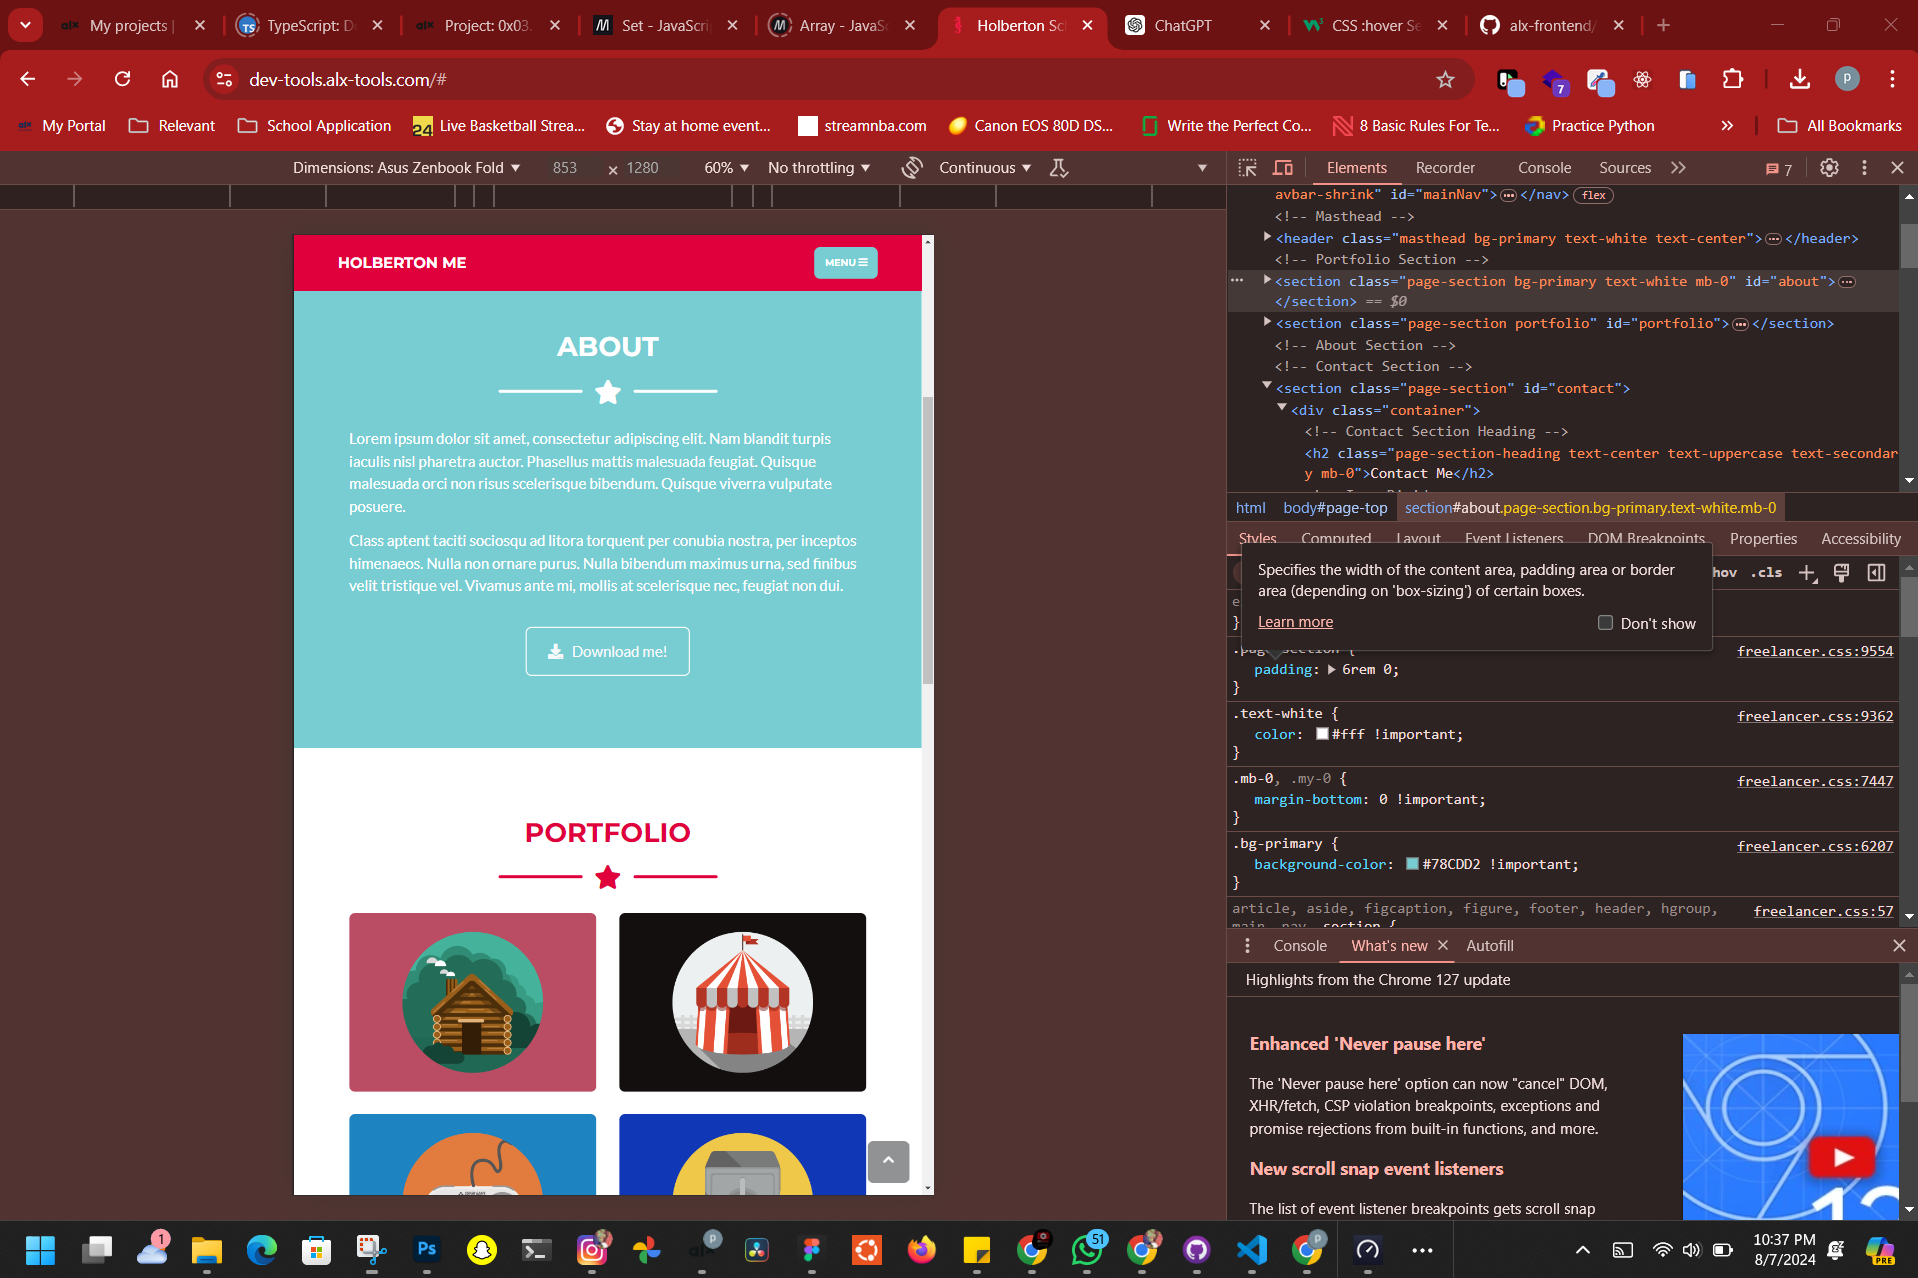 My projects |
TypeScript: D
Project: 0x03.
Set - JavaScri
Array - JavaS
Holberton Sc
ChatGPT
CSS :hover Se
alx-frontend/
dev-tools.alx-tools.com/#
7
P
My Portal
Relevant
School Application
Live Basketball Strea...
Stay at home event...
streamnba.com
Canon EOS 80D DS...
Write the Perfect Co...
8 Basic Rules For Te...
Practice Python
All Bookmarks
Dimensions: Asus Zenbook Fold
853
× 1280
60%
No throttling
Continuous
HOLBERTON ME
MENU
ABOUT
Lorem ipsum dolor sit amet, consectetur adipiscing elit. Nam blandit turpis
iaculis nisl pharetra auctor. Phasellus mattis malesuada feugiat. Quisque
malesuada orci non risus scelerisque bibendum. Quisque viverra vulputate
posuere.
Class aptent taciti sociosqu ad litora torquent per conubia nostra, per inceptos
himenaeos. Nulla non ornare purus. Nulla bibendum maximus urna, sed finibus
velit tristique vel. Vivamus ante mi, mollis at scelerisque nec, feugiat non dui.
Download me!
PORTFOLIO
Elements
Recorder
Console
Sources
7
avbar-shrink" id="mainNav"> ⋯ </nav> flex
<!-- Masthead -->
<header class="masthead bg-primary text-white text-center"> ⋯ </header>
<!-- Portfolio Section -->
<section class="page-section bg-primary text-white mb-0" id="about"> ⋯
</section> == $0
<section class="page-section portfolio" id="portfolio"> ⋯ </section>
<!-- About Section -->
<!-- Contact Section -->
<section class="page-section" id="contact">
<div class="container">
<!-- Contact Section Heading -->
<h2 class="page-section-heading text-center text-uppercase text-secondar
y mb-0">Contact Me</h2>
html
body#page-top
section#about.page-section.bg-primary.text-white.mb-0
Styles
Computed
Layout
Event Listeners
DOM Breakpoints
Properties
Accessibility
:hov
.cls
Specifies the width of the content area, padding area or border
area (depending on 'box-sizing') of certain boxes.
Learn more
Don't show
e
}
.page-section {
freelancer.css:9554
padding: 6rem 0;
}
.text-white {
freelancer.css:9362
color: #fff !important;
}
.mb-0, .my-0 {
freelancer.css:7447
margin-bottom: 0 !important;
}
.bg-primary {
freelancer.css:6207
background-color: #78CDD2 !important;
}
article, aside, figcaption, figure, footer, header, hgroup,
freelancer.css:57
main, nav, section {
Console
What's new
Autofill
Highlights from the Chrome 127 update
Enhanced 'Never pause here'
The 'Never pause here' option can now "cancel" DOM,
XHR/fetch, CSP violation breakpoints, exceptions and
promise rejections from built-in functions, and more.
New scroll snap event listeners
The list of event listener breakpoints gets scroll snap
1
Ps
51
10:37 PM
8/7/2024
PRE